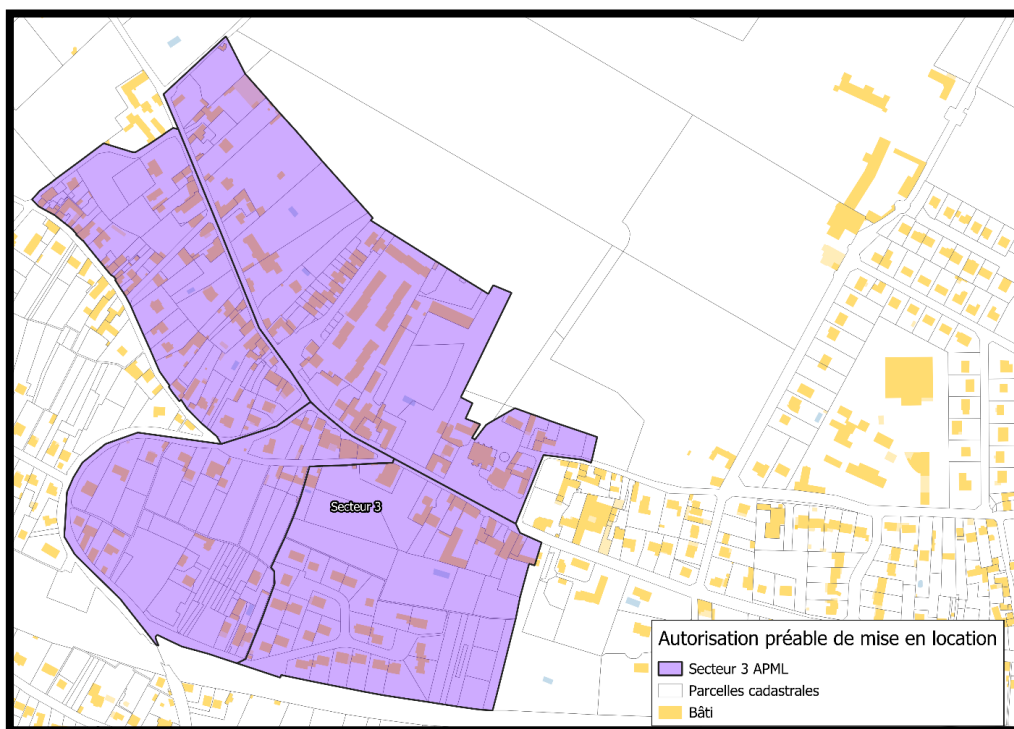 Secteur 3
Autorisation préable de mise en location
Secteur 3 APML
Parcelles cadastrales
Bâti